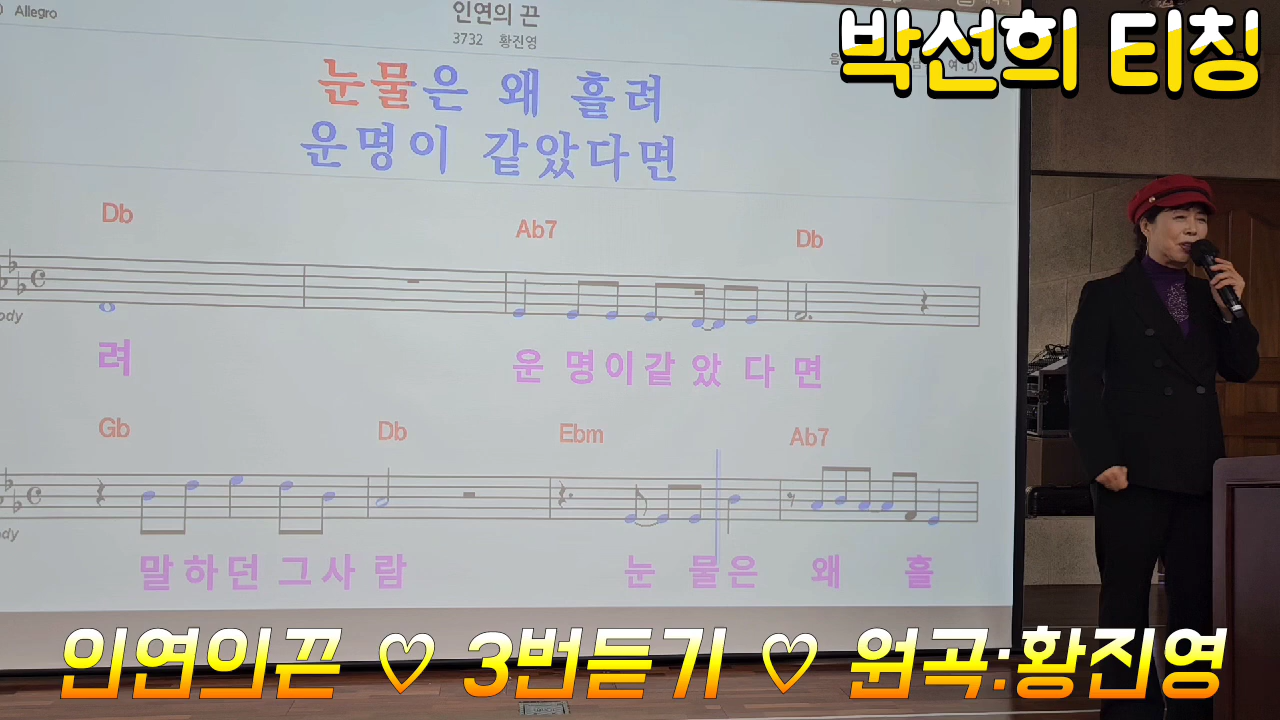 Allegro
인연의 끈
3732 황진영
박선희 티칭
눈물은 왜 흘려
운명이 같았다면
Db Ab7 Db
려 운 명이같 았 다 면
Gb Db Ebm Ab7
말하던 그사 람 눈 물은 왜 흘
인연의끈 ♡ 3번듣기 ♡ 원곡:황진영